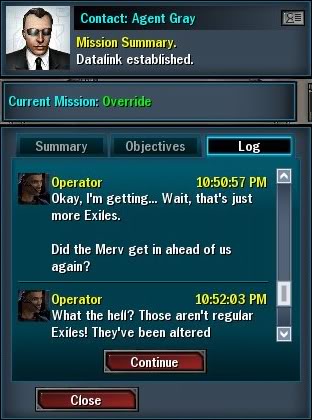 Contact: Agent Gray
Mission Summary.
Datalink established.
Current Mission: Override
Summary
Objectives
Log
Operator 10:50:57 PM
Okay, I'm getting... Wait, that's just
more Exiles.
Did the Merv get in ahead of us
again?
Operator 10:52:03 PM
What the hell? Those aren't regular
Exiles! They've been altered
Continue
Close